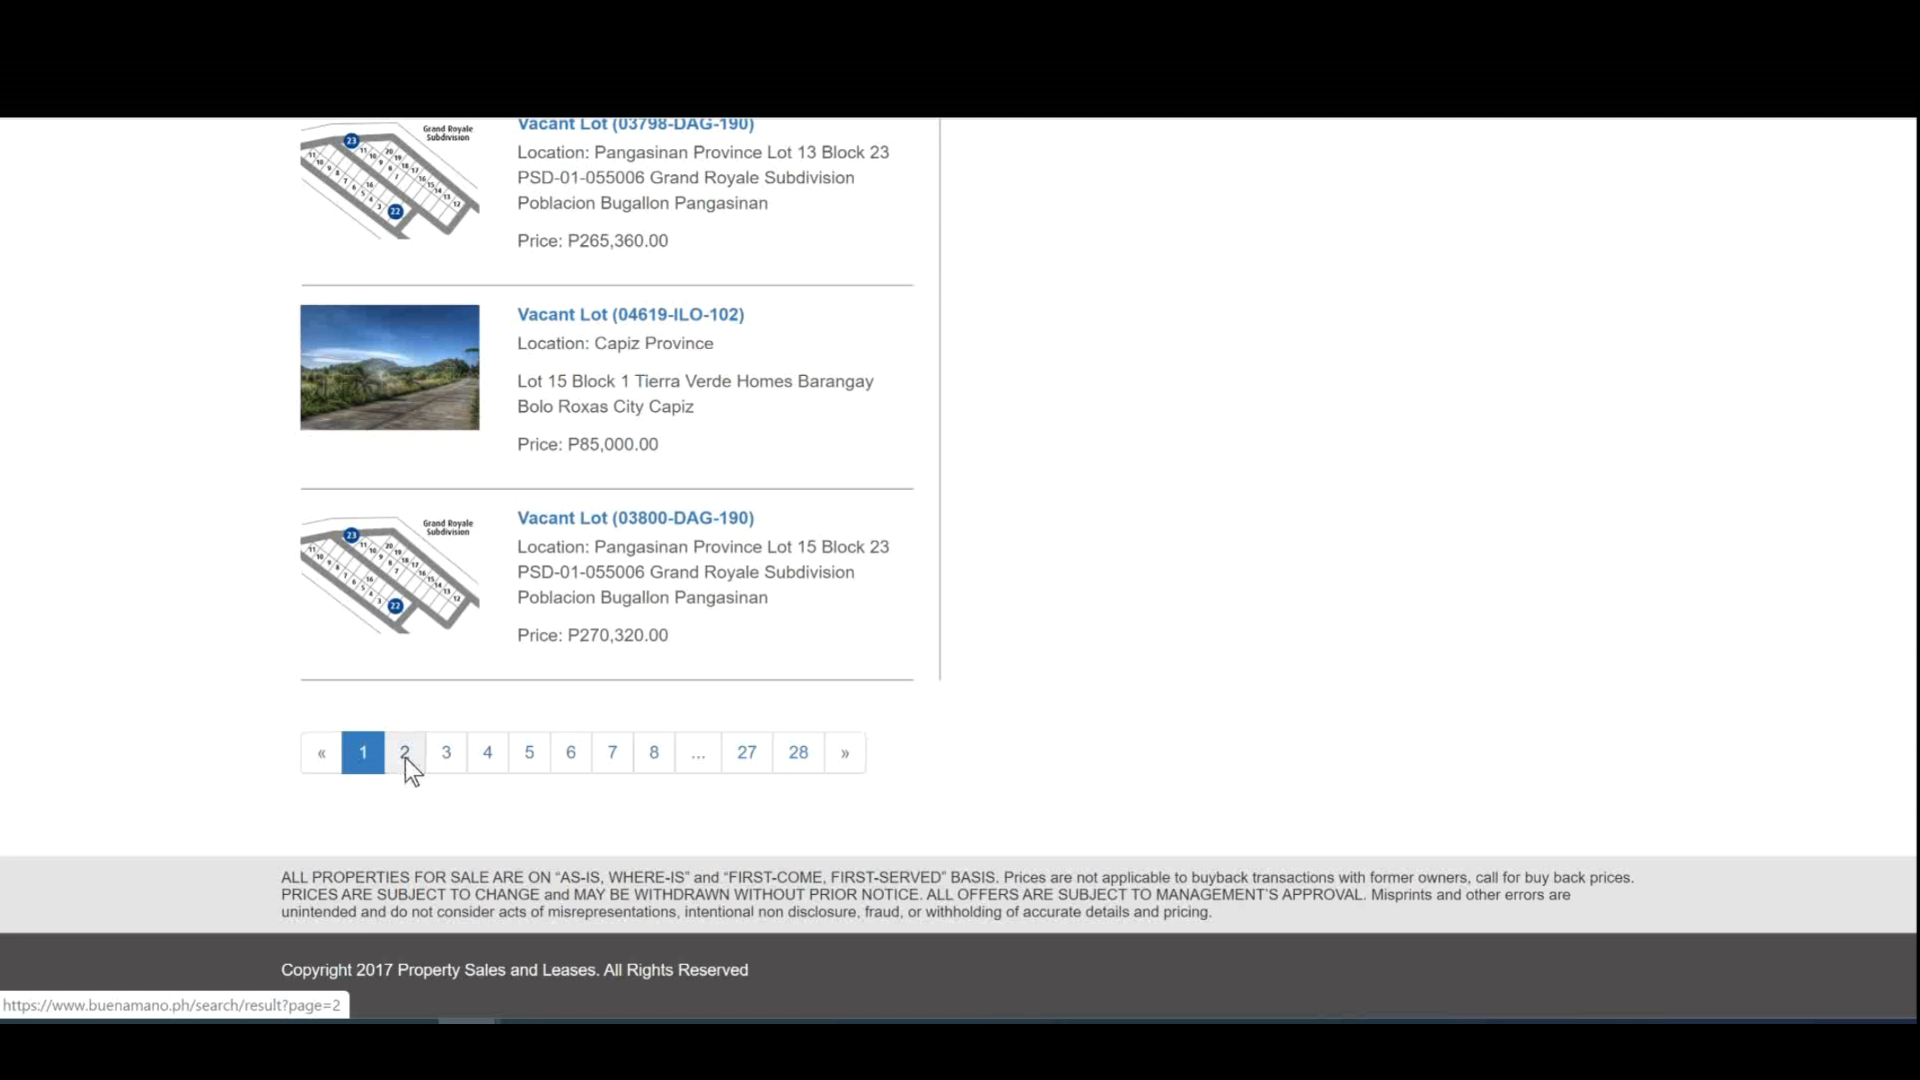 Grand Royale
Subdivision
Vacant Lot (03798-DAG-190)
Location: Pangasinan Province Lot 13 Block 23
PSD-01-055006 Grand Royale Subdivision
Poblacion Bugallon Pangasinan
Price: P265,360.00
Vacant Lot (04619-ILO-102)
Location: Capiz Province
Lot 15 Block 1 Tierra Verde Homes Barangay
Bolo Roxas City Capiz
Price: P85,000.00
Grand Royale
Subdivision
Vacant Lot (03800-DAG-190)
Location: Pangasinan Province Lot 15 Block 23
PSD-01-055006 Grand Royale Subdivision
Poblacion Bugallon Pangasinan
Price: P270,320.00
« 1 2 3 4 5 6 7 8 ... 27 28 »
ALL PROPERTIES FOR SALE ARE ON “AS-IS, WHERE-IS” and “FIRST-COME, FIRST-SERVED” BASIS. Prices are not applicable to buyback transactions with former owners, call for buy back prices.
PRICES ARE SUBJECT TO CHANGE and MAY BE WITHDRAWN WITHOUT PRIOR NOTICE. ALL OFFERS ARE SUBJECT TO MANAGEMENT'S APPROVAL. Misprints and other errors are
unintended and do not consider acts of misrepresentations, intentional non disclosure, fraud, or withholding of accurate details and pricing.
Copyright 2017 Property Sales and Leases. All Rights Reserved
https://www.buenamano.ph/search/result?page=2